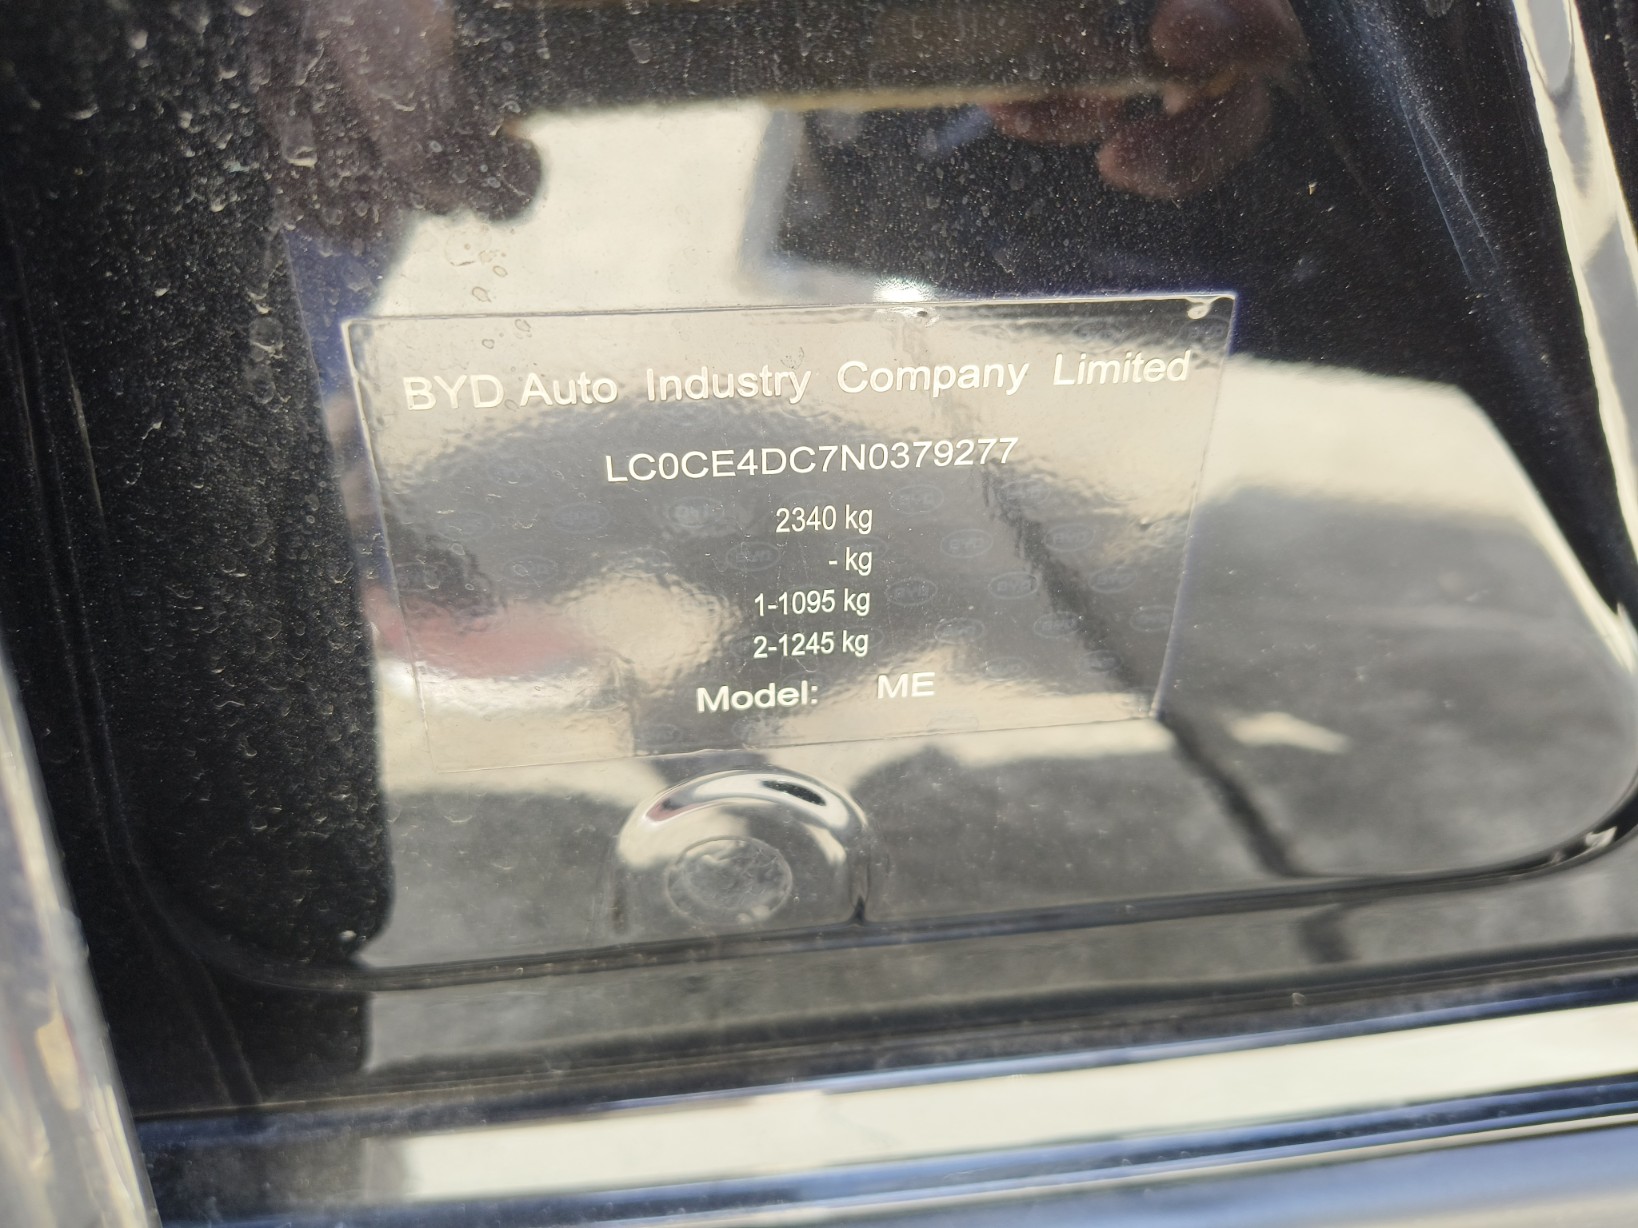 BYD Auto Industry Company Limited
LC0CE4DC7N0379277
2340 kg
- kg
1-1095 kg
2-1245 kg
Model: ME